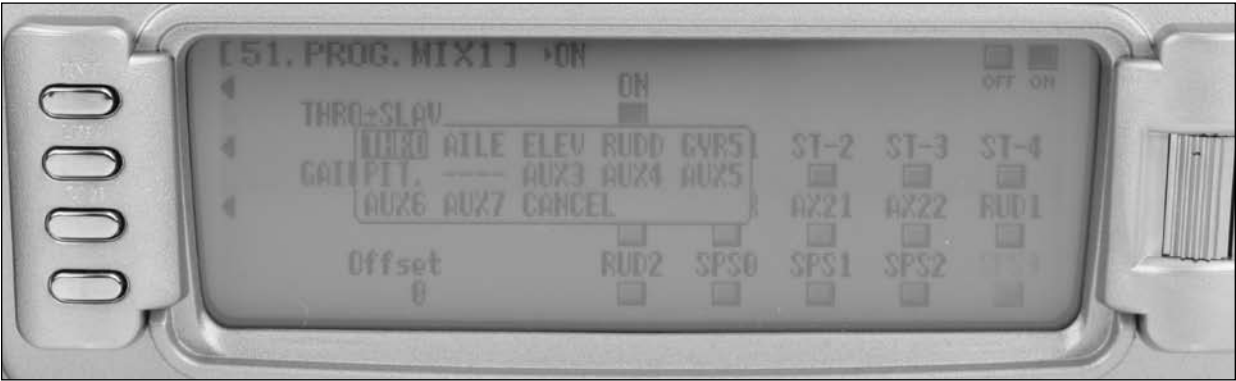 [51.PROG.MIX1] ▸ON
OFF ON
ON
THRO→SLAV
THRO AILE ELEV RUDD GYR5 ST-2 ST-3 ST-4
PIT. ---- AUX3 AUX4 AUX5
AUX6 AUX7 CANCEL AX21 AX22 RUD1
Offset RUD2 SPS0 SPS1 SPS2
0